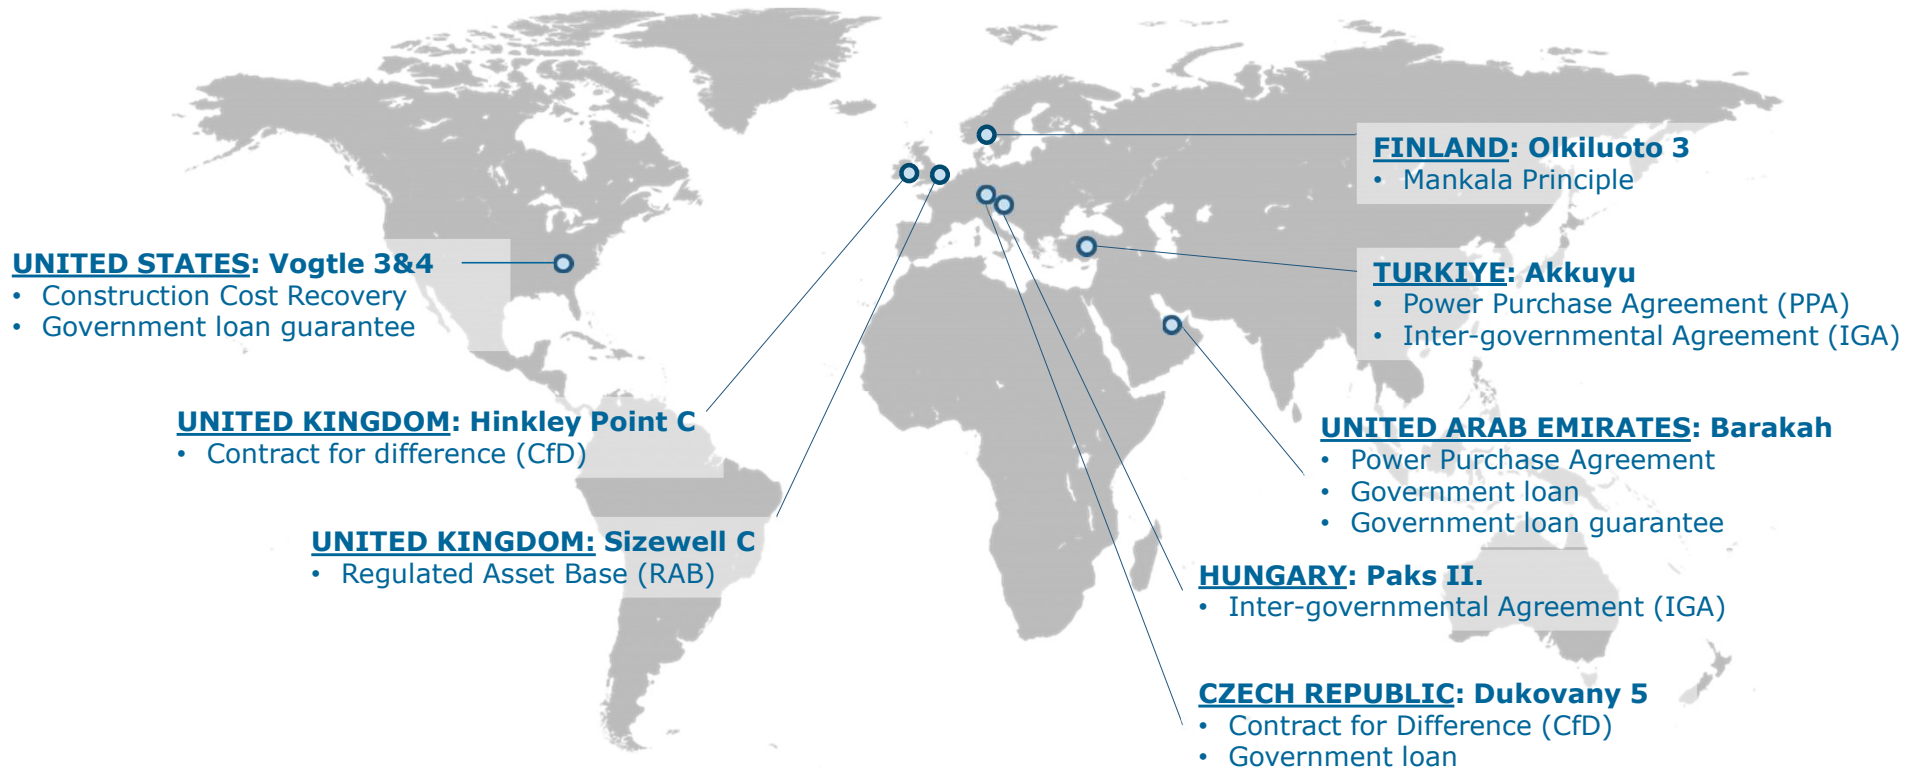 FINLAND: Olkiluoto 3
• Mankala Principle
UNITED STATES: Vogtle 3&4
• Construction Cost Recovery
• Government loan guarantee
TURKIYE: Akkuyu
• Power Purchase Agreement (PPA)
• Inter-governmental Agreement (IGA)
UNITED KINGDOM: Hinkley Point C
• Contract for difference (CfD)
UNITED ARAB EMIRATES: Barakah
• Power Purchase Agreement
• Government loan
• Government loan guarantee
UNITED KINGDOM: Sizewell C
• Regulated Asset Base (RAB)
HUNGARY: Paks II.
• Inter-governmental Agreement (IGA)
CZECH REPUBLIC: Dukovany 5
• Contract for Difference (CfD)
• Government loan